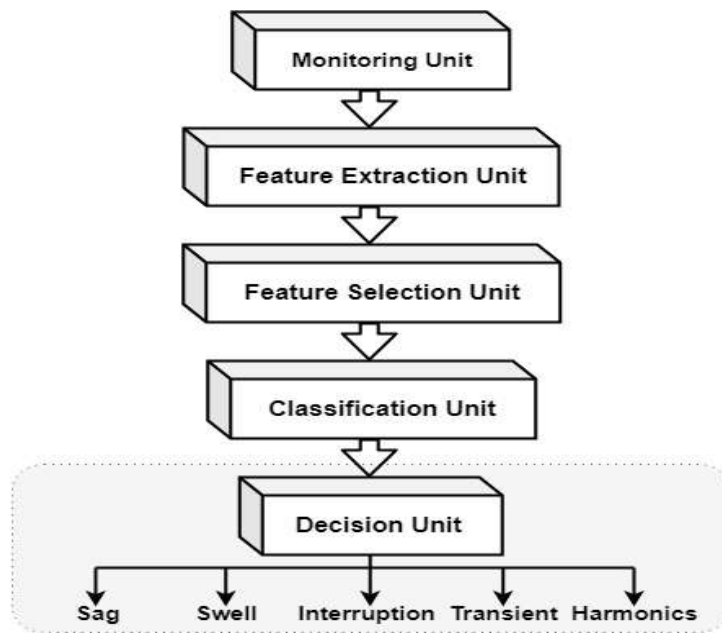 Monitoring Unit
Feature Extraction Unit
Feature Selection Unit
Classification Unit
Decision Unit
Sag Swell Interruption Transient Harmonics